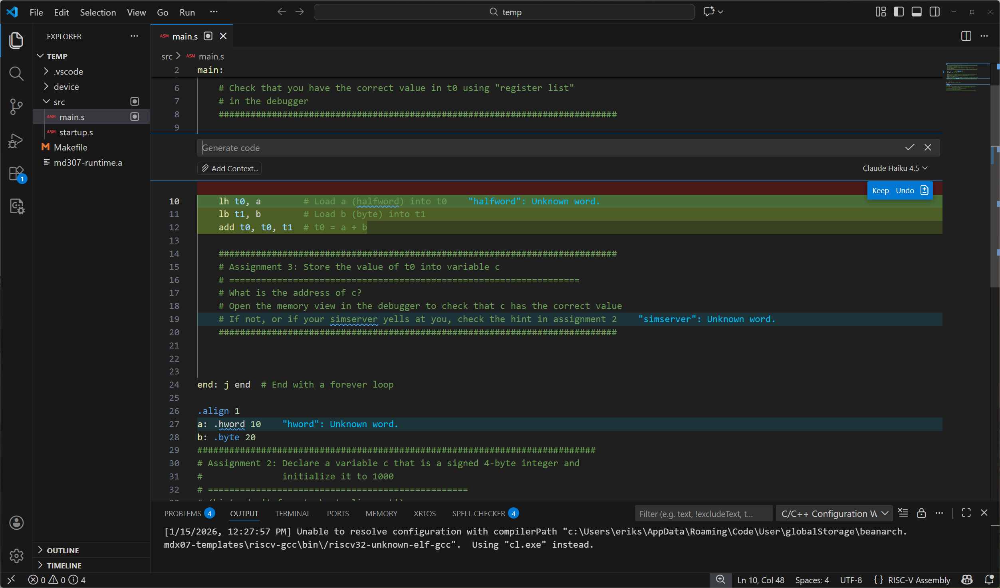 File Edit Selection View Go Run ··· temp
EXPLORER ···
TEMP
.vscode
device
src
ASM main.s
ASM startup.s
M Makefile
md307-runtime.a
1
OUTLINE
TIMELINE
ASM main.s
src > ASM main.s
2 main:
6 # Check that you have the correct value in t0 using "register list"
7 # in the debugger
8 ###########################################################################
9
Generate code
Add Context...
Claude Haiku 4.5
Keep Undo
10 lh t0, a # Load a (halfword) into t0 "halfword": Unknown word.
11 lb t1, b # Load b (byte) into t1
12 add t0, t0, t1 # t0 = a + b
13
14 ###########################################################################
15 # Assignment 3: Store the value of t0 into variable c
16 # ==================================================================
17 # What is the address of c?
18 # Open the memory view in the debugger to check that c has the correct value
19 # If not, or if your simserver yells at you, check the hint in assignment 2 "simserver": Unknown word.
20 ###########################################################################
21
22
23
24 end: j end # End with a forever loop
25
26 .align 1
27 a: .hword 10 "hword": Unknown word.
28 b: .byte 20
29 ###########################################################################
30 # Assignment 2: Declare a variable c that is a signed 4-byte integer and
31 # initialize it to 1000
32 # =================================================
PROBLEMS 4 OUTPUT TERMINAL PORTS MEMORY XRTOS SPELL CHECKER 4 Filter (e.g. text, !excludeText, t... C/C++ Configuration W
[1/15/2026, 12:27:57 PM] Unable to resolve configuration with compilerPath "c:\Users\eriks\AppData\Roaming\Code\User\globalStorage\beanarch.
mdx07-templates\riscv-gcc\bin\/riscv32-unknown-elf-gcc".  Using "cl.exe" instead.
0 0 4 Ln 10, Col 48 Spaces: 4 UTF-8 {} RISC-V Assembly